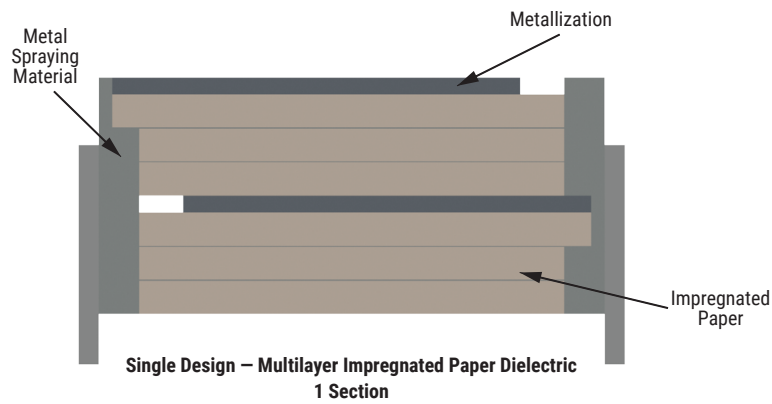 Metallization
Metal
Spraying
Material
Impregnated
Paper
Single Design — Multilayer Impregnated Paper Dielectric
1 Section